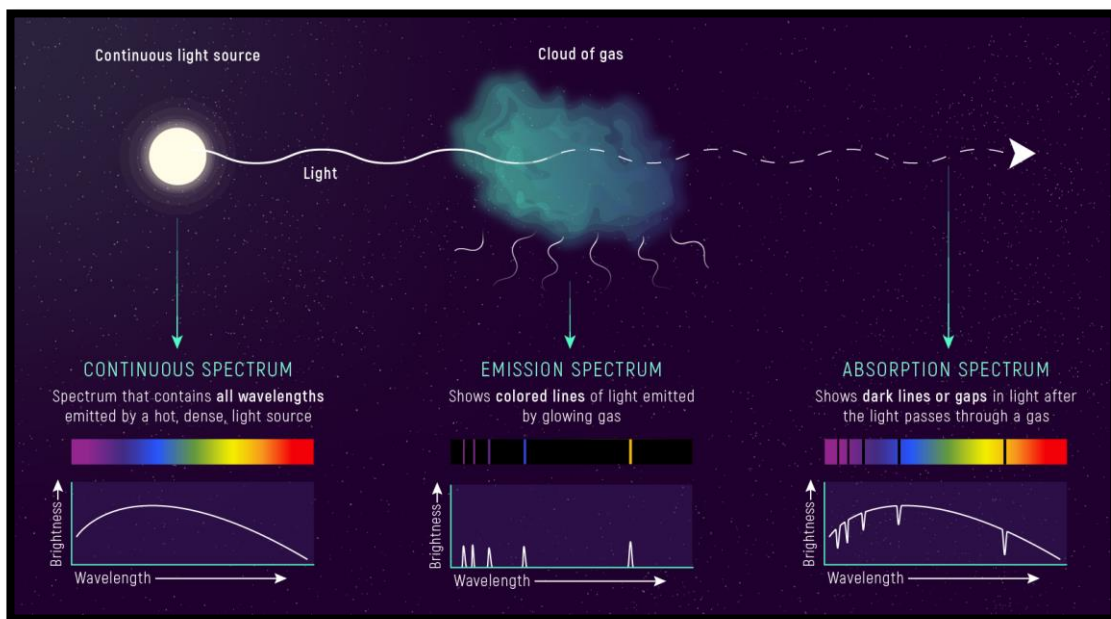 Continuous light source
Cloud of gas
Light
CONTINUOUS SPECTRUM
Spectrum that contains all wavelengths
emitted by a hot, dense, light source
Brightness
Wavelength
EMISSION SPECTRUM
Shows colored lines of light emitted
by glowing gas
Brightness
Wavelength
ABSORPTION SPECTRUM
Shows dark lines or gaps in light after
the light passes through a gas
Brightness
Wavelength